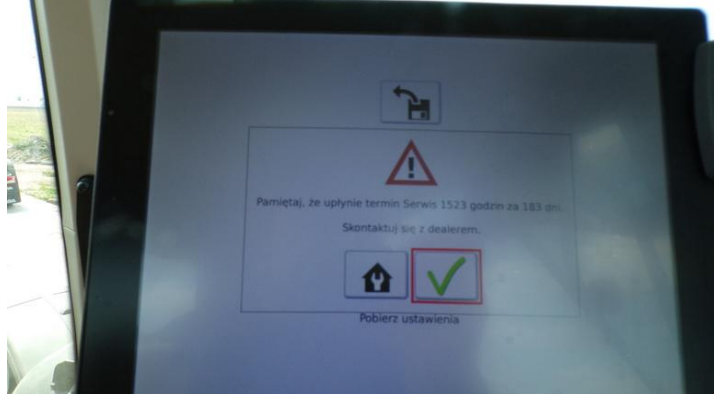 Pamiętaj, że upłynie termin Serwis 1523 godzin za 183 dni.
Skontaktuj się z dealerem.
Pobierz ustawienia